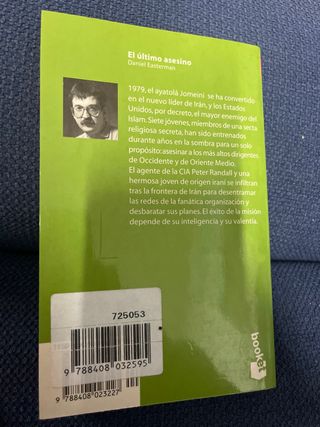 El último asesino
Daniel Easterman
1979, el ayatolá Jomeini se ha convertido
en el nuevo líder de Irán, y los Estados
Unidos, por decreto, el mayor enemigo del
Islam. Siete jóvenes, miembros de una secta
religiosa secreta, han sido entrenados
durante años en la sombra para un solo
propósito: asesinar a los más altos dirigentes
de Occidente y de Oriente Medio.
El agente de la CIA Peter Randall y una
hermosa joven de origen iraní se infiltran
tras la frontera de Irán para desentramar
las redes de la fanática organización y
desbaratar sus planes. El éxito de la misión
depende de su inteligencia y su valentía.
725053
9 788408 032595
9 788408 023227
booket